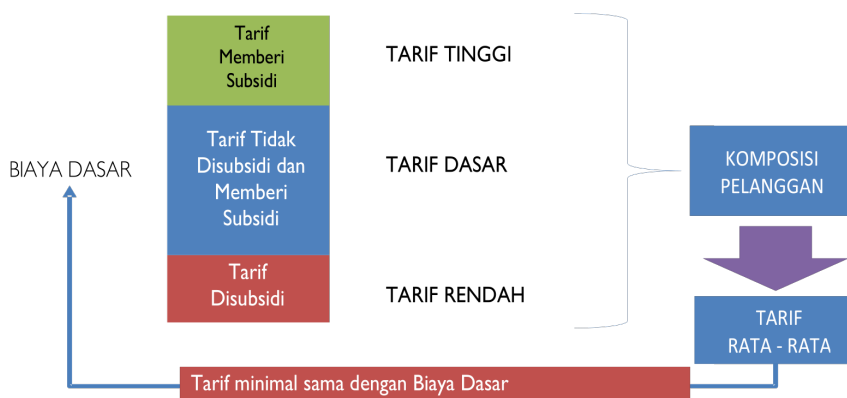 Tarif
Memberi
Subsidi
TARIF TINGGI
BIAYA DASAR
Tarif Tidak
Disubsidi dan
Memberi
Subsidi
TARIF DASAR
KOMPOSISI
PELANGGAN
Tarif
Disubsidi
TARIF RENDAH
TARIF
RATA - RATA
Tarif minimal sama dengan Biaya Dasar